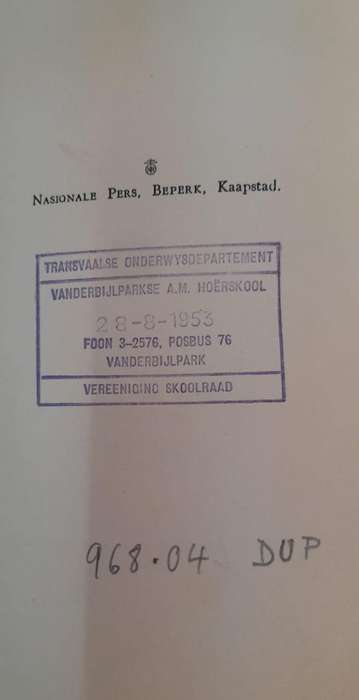 NASIONALE PERS, BEPERK, Kaapstad.
TRANSVAALSE ONDERWYSDEPARTEMENT
VANDERBIJLPARKSE A.M. HOËRSKOOL
28-8-1953
FOON 3-2576, POSBUS 76
VANDERBIJLPARK
VEREENIGING SKOOLRAAD
968.04 DUP